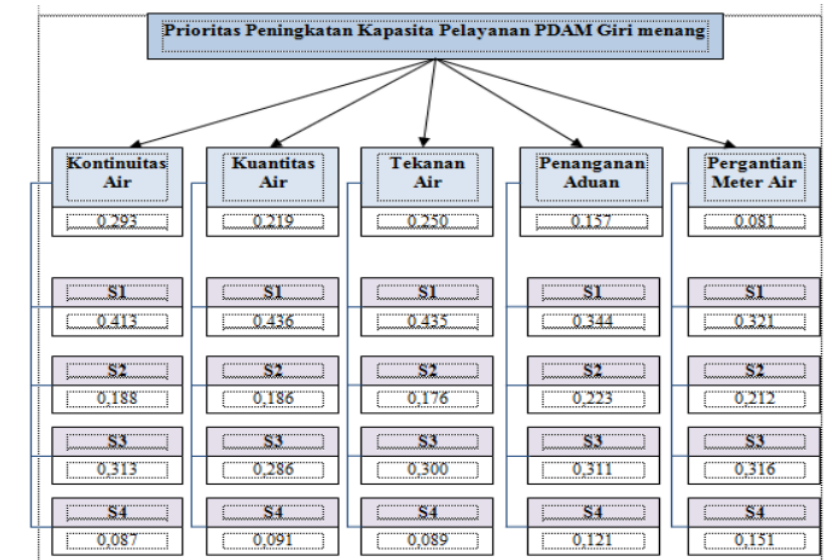 Prioritas Peningkatan Kapasita Pelayanan PDAM Giri menang
Kontinuitas Air
0.293
Kuantitas Air
0.219
Tekanan Air
0.250
Penanganan Aduan
0.157
Pergantian Meter Air
0.081
S1
0.413
S1
0.436
S1
0.435
S1
0.344
S1
0.321
S2
0,188
S2
0,186
S2
0,176
S2
0,223
S2
0,212
S3
0,313
S3
0,286
S3
0,300
S3
0,311
S3
0,316
S4
0,087
S4
0,091
S4
0,089
S4
0,121
S4
0,151